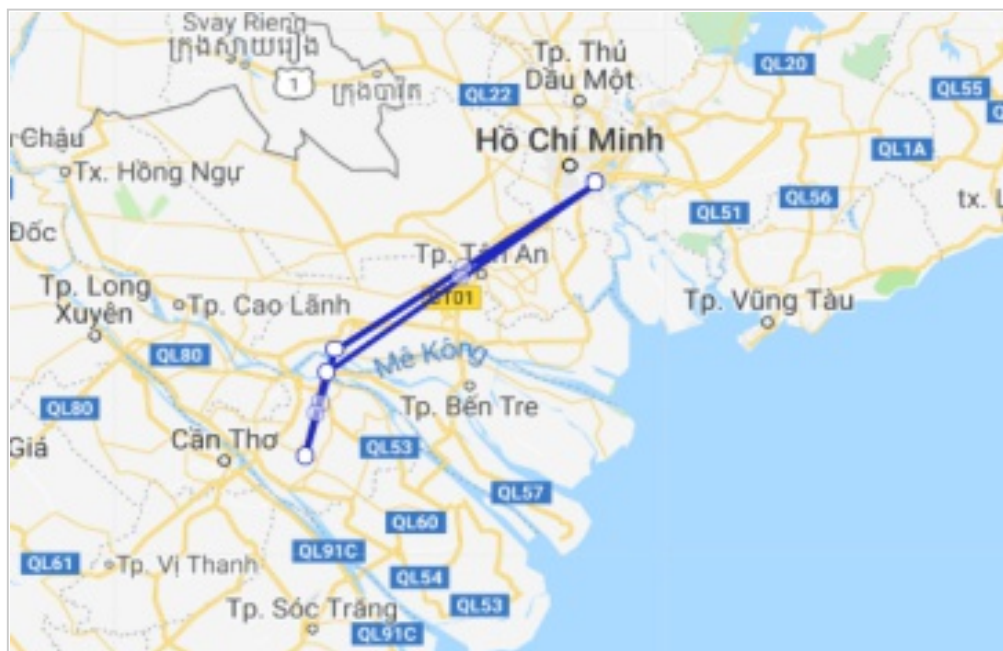 Svay Rieng
ក្រុងស្វាយរៀង
1
ក្រុងបាវិត
QL22
Tp. Thủ
Dầu Một
QL20
QL55
Châu
Tx. Hồng Ngự
Hồ Chí Minh
QL1A
QL51
QL56
tx. L
Đốc
Tp. Tân An
CT01
Tp. Long
Xuyên
Tp. Cao Lãnh
Tp. Vũng Tàu
QL80
Mê Kông
QL80
Tp. Bến Tre
Giá
Cần Thơ
QL53
QL57
QL60
QL91C
QL61
Tp. Vị Thanh
QL54
QL53
Tp. Sóc Trăng
QL91C